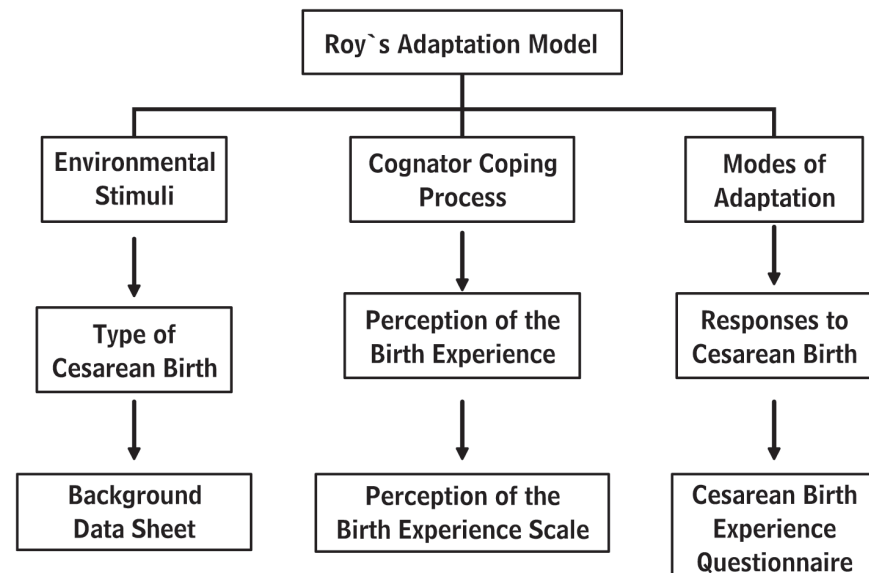 Roy`s Adaptation Model
Environmental
Stimuli
Cognator Coping
Process
Modes of
Adaptation
Type of
Cesarean Birth
Perception of the
Birth Experience
Responses to
Cesarean Birth
Background
Data Sheet
Perception of the
Birth Experience Scale
Cesarean Birth
Experience
Questionnaire